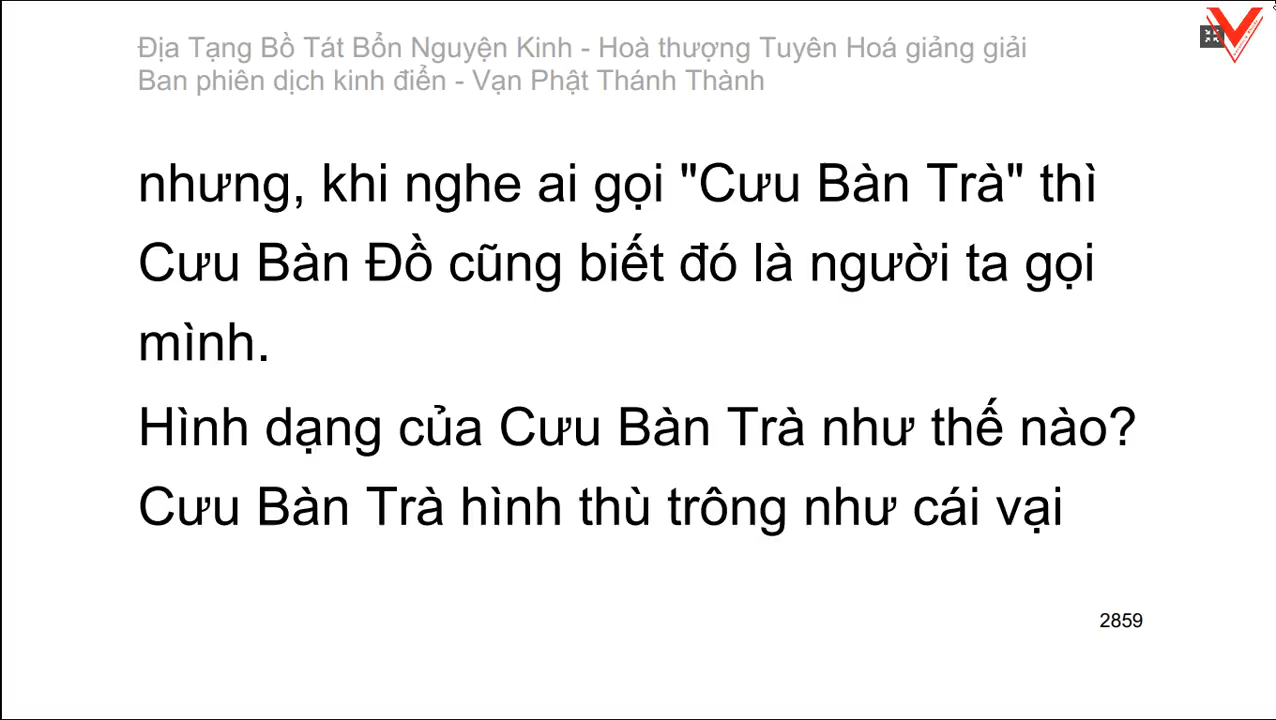 Địa Tạng Bồ Tát Bổn Nguyện Kinh - Hoà thượng Tuyên Hoá giảng giải
Ban phiên dịch kinh điển - Vạn Phật Thánh Thành
nhưng, khi nghe ai gọi "Cưu Bàn Trà" thì
Cưu Bàn Đồ cũng biết đó là người ta gọi
mình.
Hình dạng của Cưu Bàn Trà như thế nào?
Cưu Bàn Trà hình thù trông như cái vại
2859